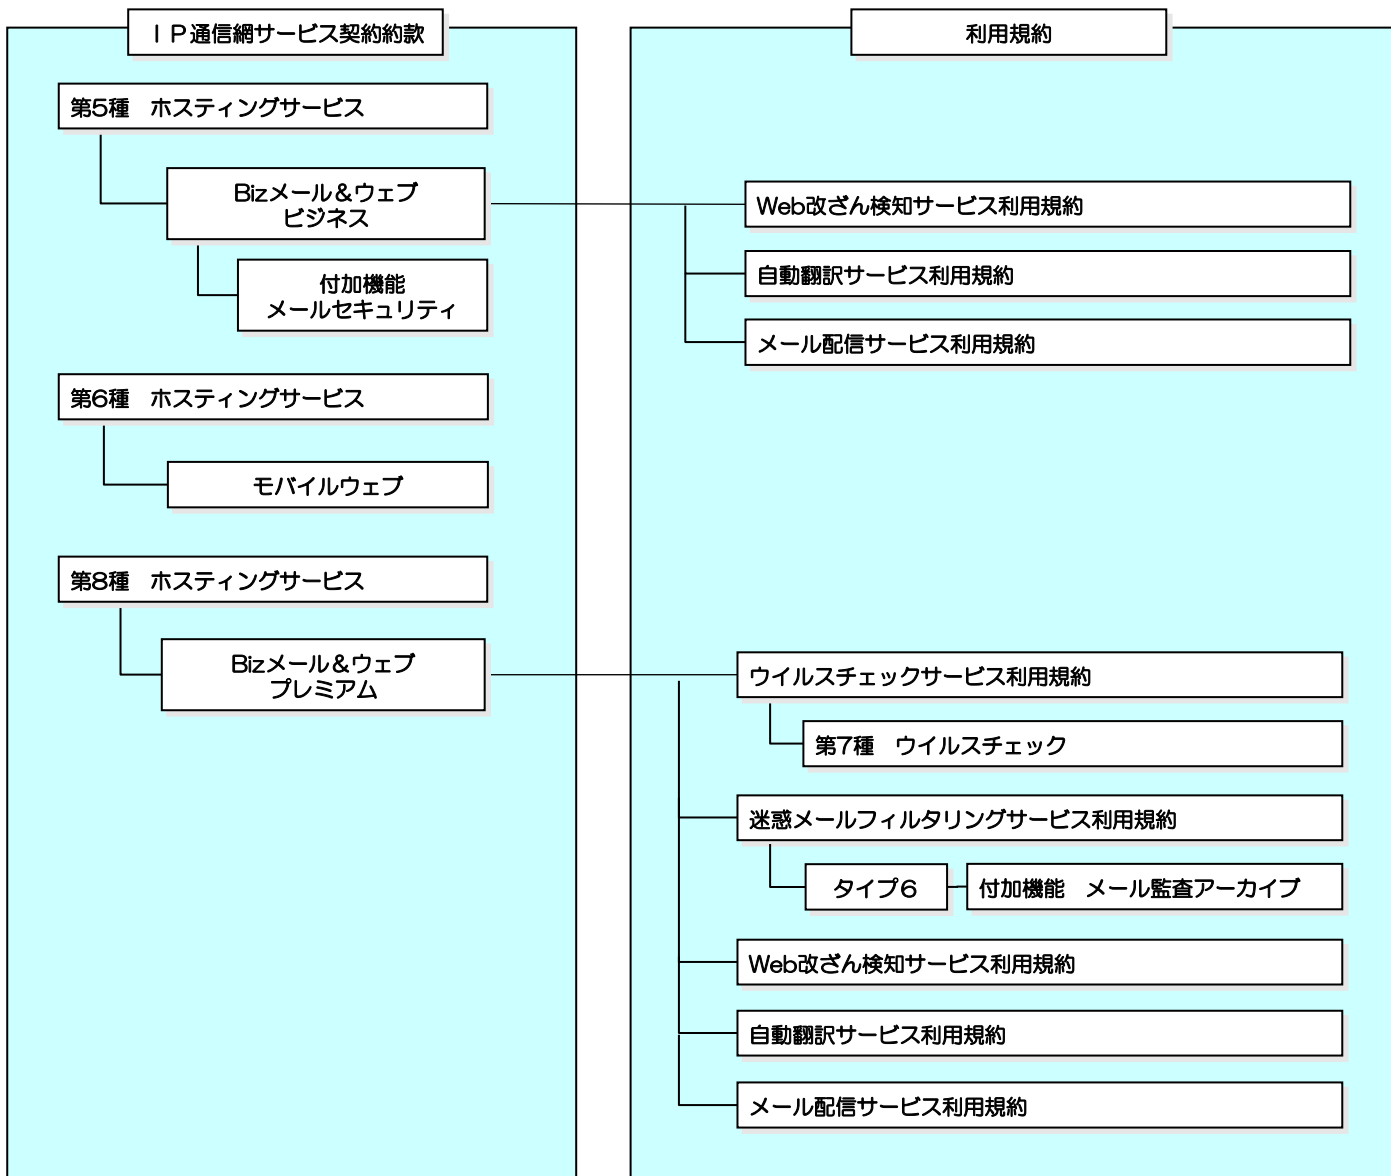 ＩＰ通信網サービス契約約款
第5種　ホスティングサービス
Bizメール＆ウェブ
ビジネス
付加機能
メールセキュリティ
第6種　ホスティングサービス
モバイルウェブ
第8種　ホスティングサービス
Bizメール＆ウェブ
プレミアム
利用規約
Web改ざん検知サービス利用規約
自動翻訳サービス利用規約
メール配信サービス利用規約
ウイルスチェックサービス利用規約
第7種　ウイルスチェック
迷惑メールフィルタリングサービス利用規約
タイプ６
付加機能　メール監査アーカイブ
Web改ざん検知サービス利用規約
自動翻訳サービス利用規約
メール配信サービス利用規約